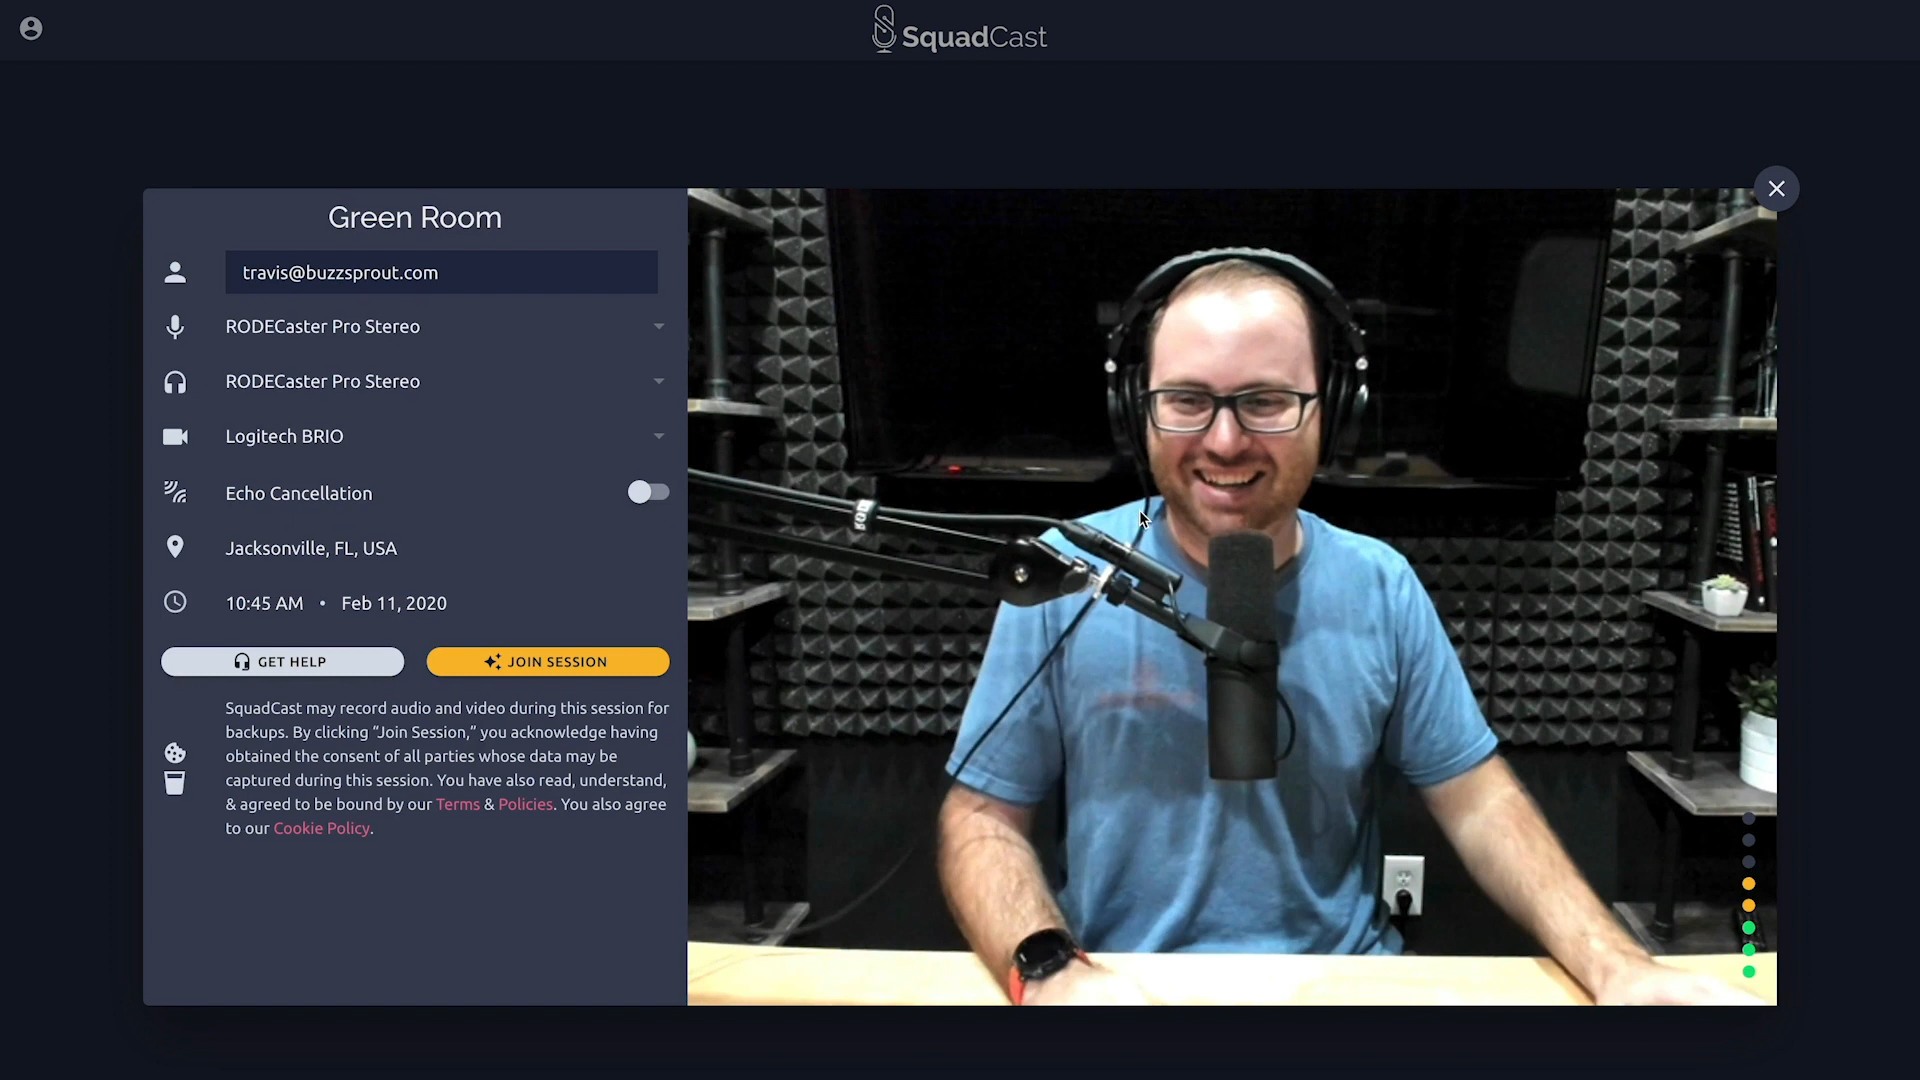 SquadCast
Green Room
travis@buzzsprout.com
RODECaster Pro Stereo
RODECaster Pro Stereo
Logitech BRIO
Echo Cancellation
Jacksonville, FL, USA
10:45 AM • Feb 11, 2020
GET HELP
JOIN SESSION
SquadCast may record audio and video during this session for
backups. By clicking “Join Session,” you acknowledge having
obtained the consent of all parties whose data may be
captured during this session. You have also read, understand,
& agreed to be bound by our Terms & Policies. You also agree
to our Cookie Policy.